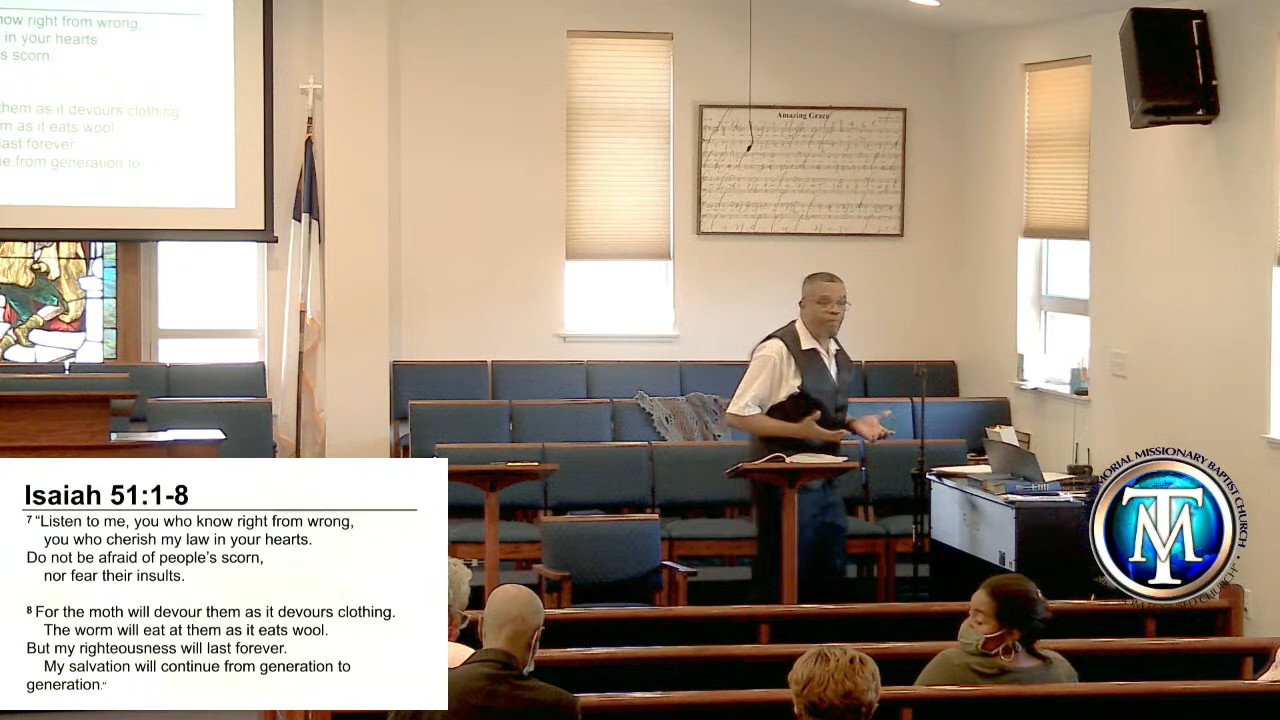 now right from wrong,
in your hearts
s scorn.
them as it devours clothing
m as it eats wool
last forever
ue from generation to
Amazing Grace
Isaiah 51:1-8
7 “Listen to me, you who know right from wrong,
you who cherish my law in your hearts.
Do not be afraid of people’s scorn,
nor fear their insults.
8 For the moth will devour them as it devours clothing.
The worm will eat at them as it eats wool.
But my righteousness will last forever.
My salvation will continue from generation to
generation.”
MORIAL MISSIONARY BAPTIST CHURCH
TM